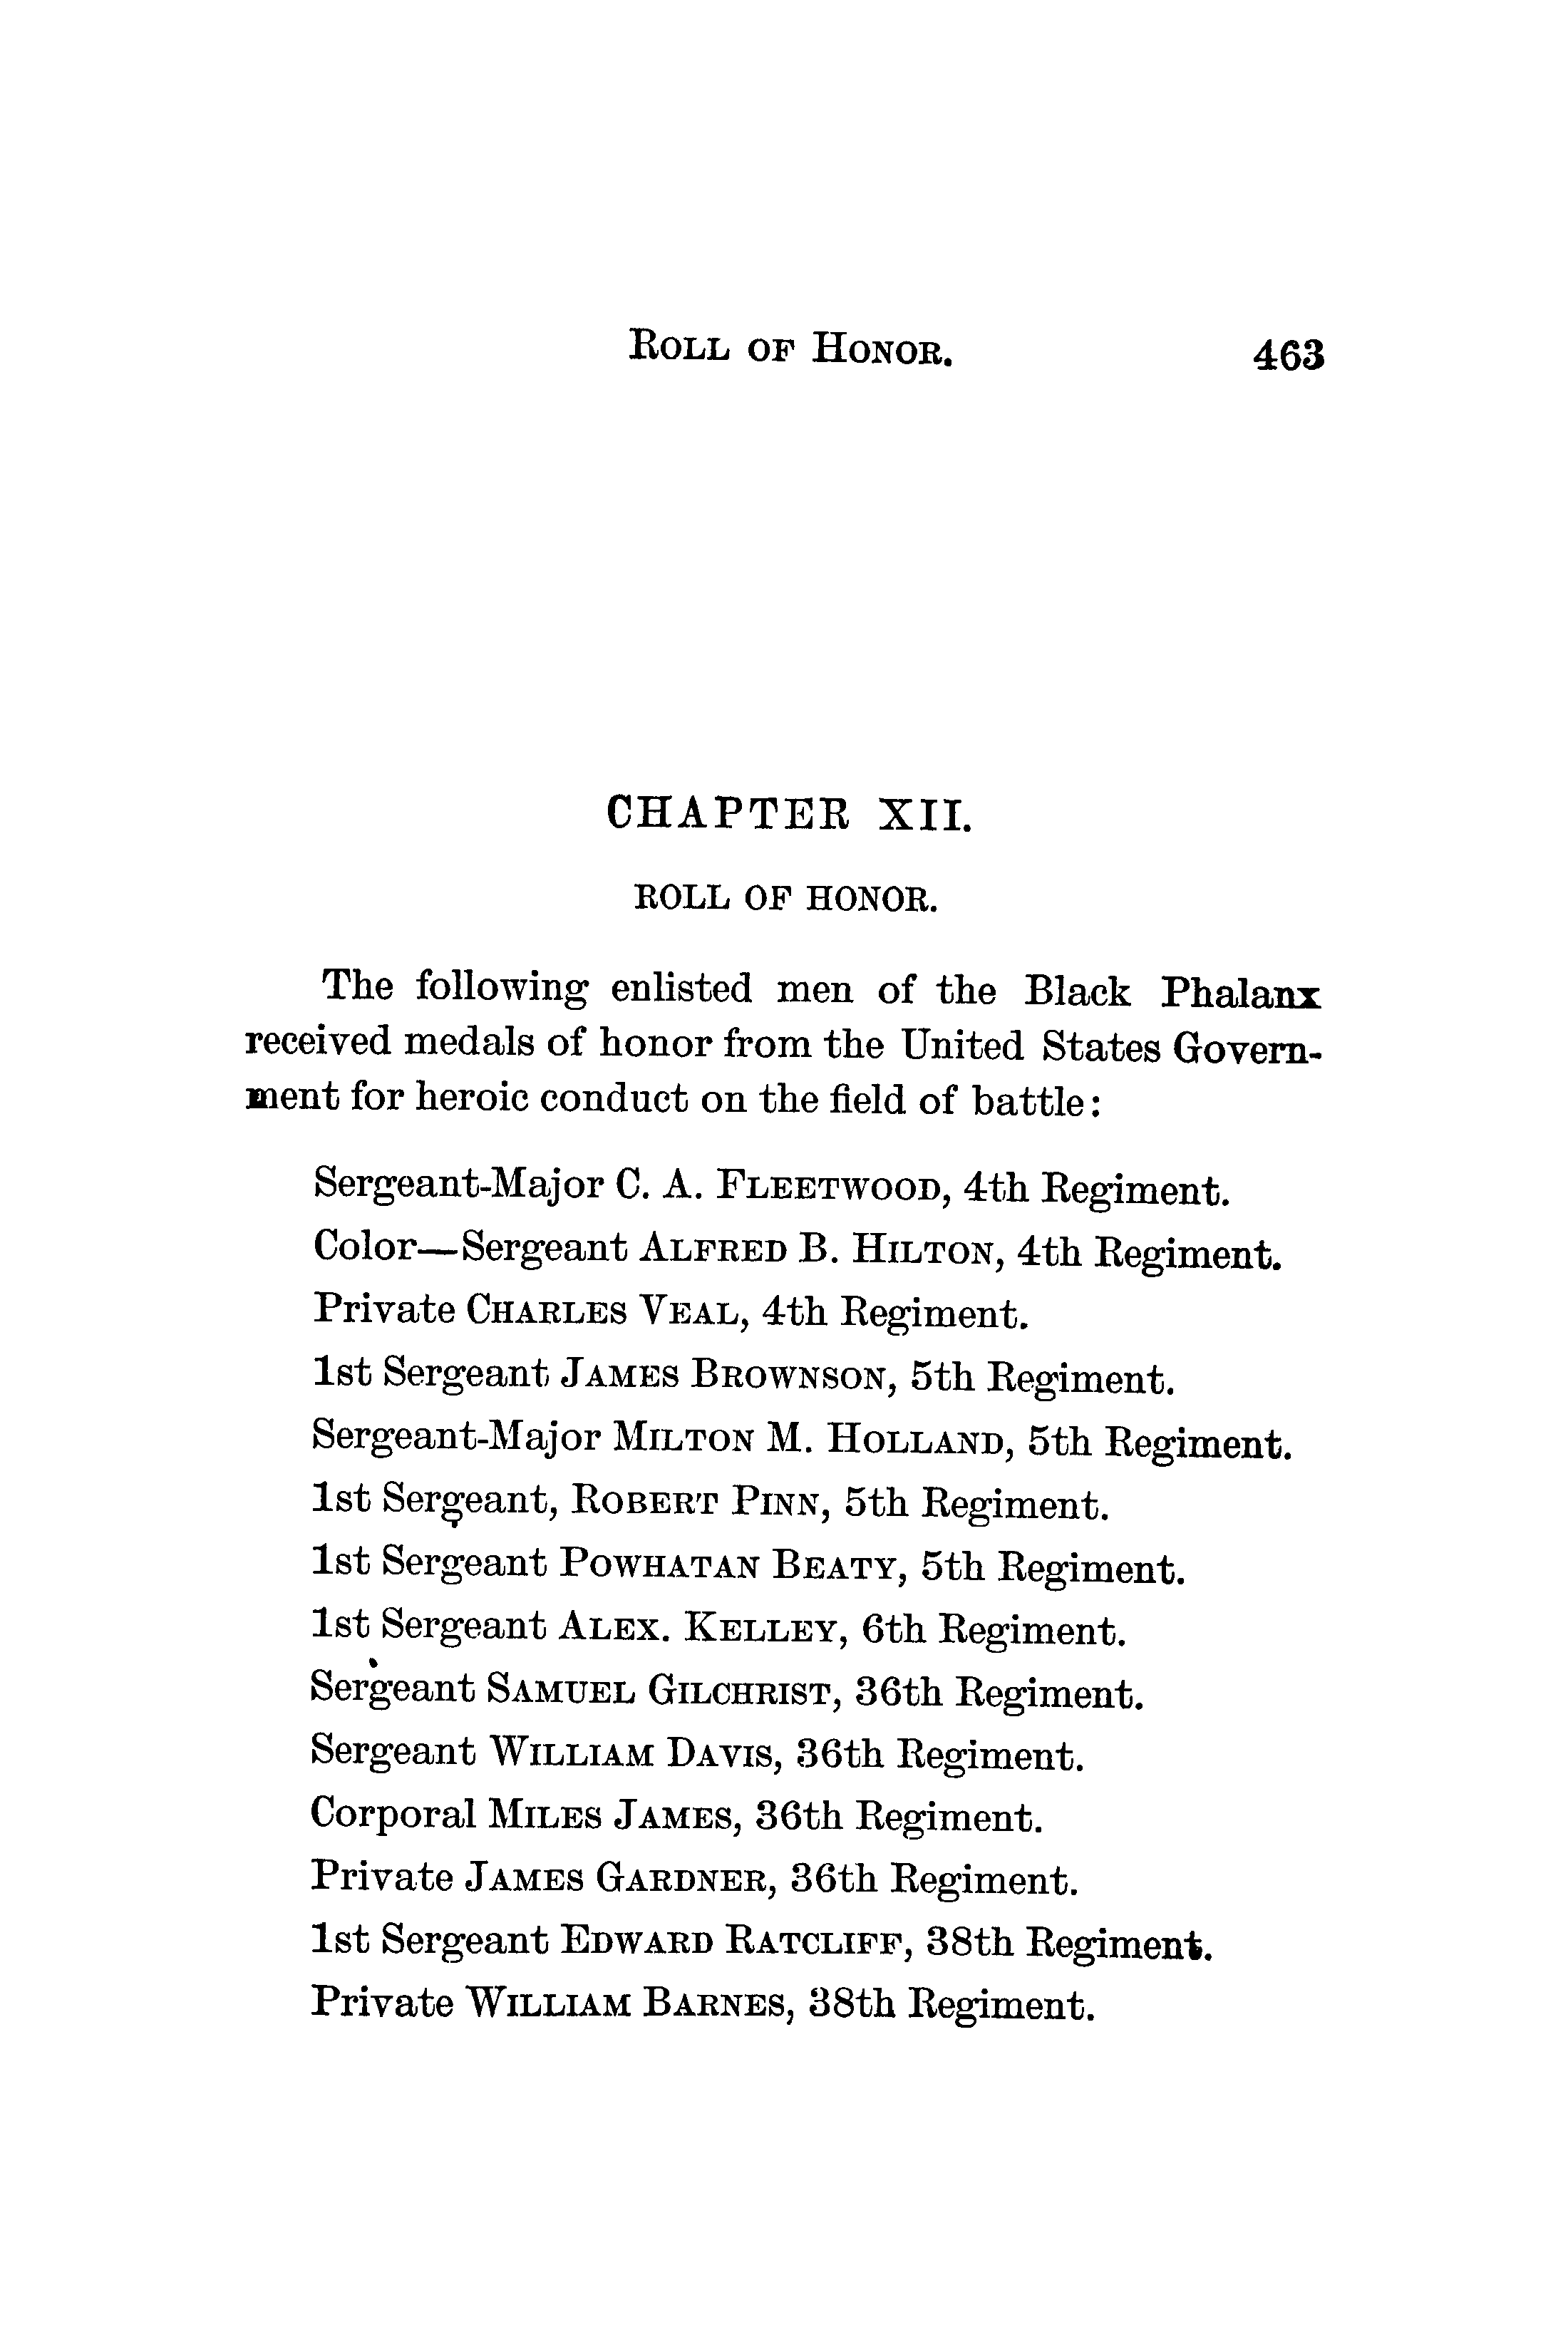 ROLL OF HONOR. 463
CHAPTER XII.
ROLL OF HONOR.
The following enlisted men of the Black Phalanx
received medals of honor from the United States Govern-
ment for heroic conduct on the field of battle:
Sergeant-Major C. A. FLEETWOOD, 4th Regiment.
Color—Sergeant ALFRED B. HILTON, 4th Regiment.
Private CHARLES VEAL, 4th Regiment.
1st Sergeant JAMES BROWNSON, 5th Regiment.
Sergeant-Major MILTON M. HOLLAND, 5th Regiment.
1st Sergeant, ROBERT PINN, 5th Regiment.
1st Sergeant POWHATAN BEATY, 5th Regiment.
1st Sergeant ALEX. KELLEY, 6th Regiment.
Sergeant SAMUEL GILCHRIST, 36th Regiment.
Sergeant WILLIAM DAVIS, 36th Regiment.
Corporal MILES JAMES, 36th Regiment.
Private JAMES GARDNER, 36th Regiment.
1st Sergeant EDWARD RATCLIFF, 38th Regiment.
Private WILLIAM BARNES, 38th Regiment.